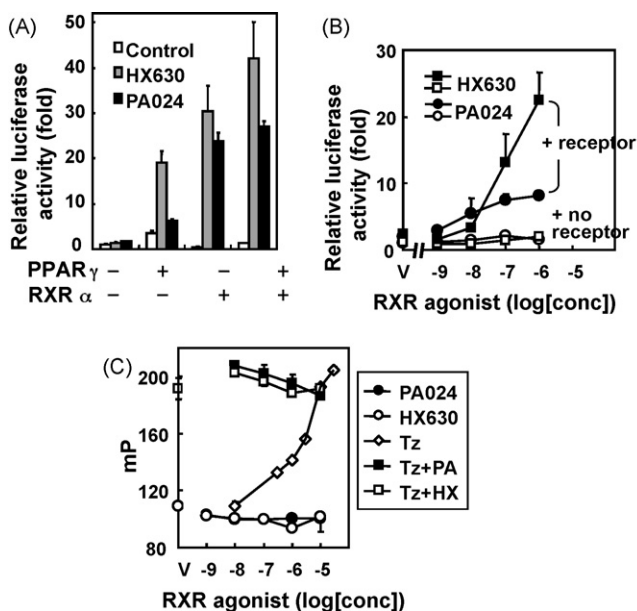 (A)
Relative luciferase
activity (fold)
50
40
30
20
10
0
Control
HX630
PA024
PPAR γ − + − +
RXR α − − + +
(B)
Relative luciferase
activity (fold)
30
20
10
0
HX630
PA024
+ receptor
+ no
receptor
V -9 -8 -7 -6 -5
RXR agonist (log[conc])
(C)
mP
200
160
120
80
V -9 -8 -7 -6 -5
RXR agonist (log[conc])
PA024
HX630
Tz
Tz+PA
Tz+HX